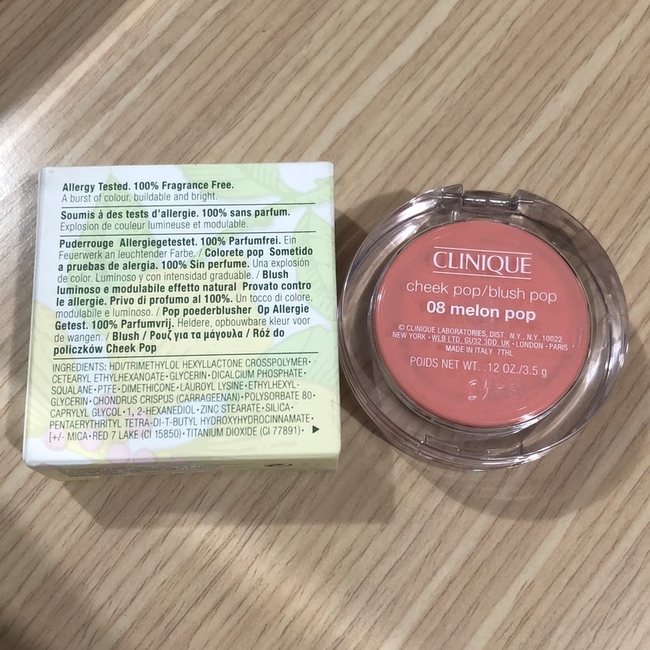 Allergy Tested. 100% Fragrance Free.
A burst of colour, buildable and bright.
Soumis à des tests d'allergie. 100% sans parfum.
Explosion de couleur lumineuse et modulable.
Puderrouge Allergiegetestet. 100% Parfumfrei. Ein
Feuerwerk an leuchtender Farbe. / Colorete pop Sometido
a pruebas de alergia. 100% Sin perfume. Una explosión
de color. Luminoso y con intensidad graduable. / Blush
luminoso e modulabile effetto natural Provato contro
le allergie. Privo di profumo al 100%. Un tocco di colore,
modulabile e luminoso. / Pop poederblusher Op Allergie
Getest. 100% Parfumvrij. Heldere, opbouwbare kleur voor
de wangen. / Blush / Ρουζ για τα μάγουλα / Róż do
policzków Cheek Pop
INGREDIENTS: HDI/TRIMETHYLOL HEXYLLACTONE CROSSPOLYMER •
CETEARYL ETHYLHEXANOATE • GLYCERIN • DICALCIUM PHOSPHATE •
SQUALANE • PTFE • DIMETHICONE • LAUROYL LYSINE • ETHYLHEXYL-
GLYCERIN • CHONDRUS CRISPUS (CARRAGEENAN) • POLYSORBATE 80 •
CAPRYLYL GLYCOL • 1, 2-HEXANEDIOL • ZINC STEARATE • SILICA •
PENTAERYTHRITYL TETRA-DI-T-BUTYL HYDROXYHYDROCINNAMATE •
[+/- MICA • RED 7 LAKE (CI 15850) • TITANIUM DIOXIDE (CI 77891) • ▶
CLINIQUE
cheek pop/blush pop
08 melon pop
© CLINIQUE LABORATORIES, DIST. N.Y., N.Y. 10022
NEW YORK • WLB LTD, GU32 3DD, UK • LONDON • PARIS
MADE IN ITALY 7THL
POIDS NET WT. .12 OZ./3.5 g